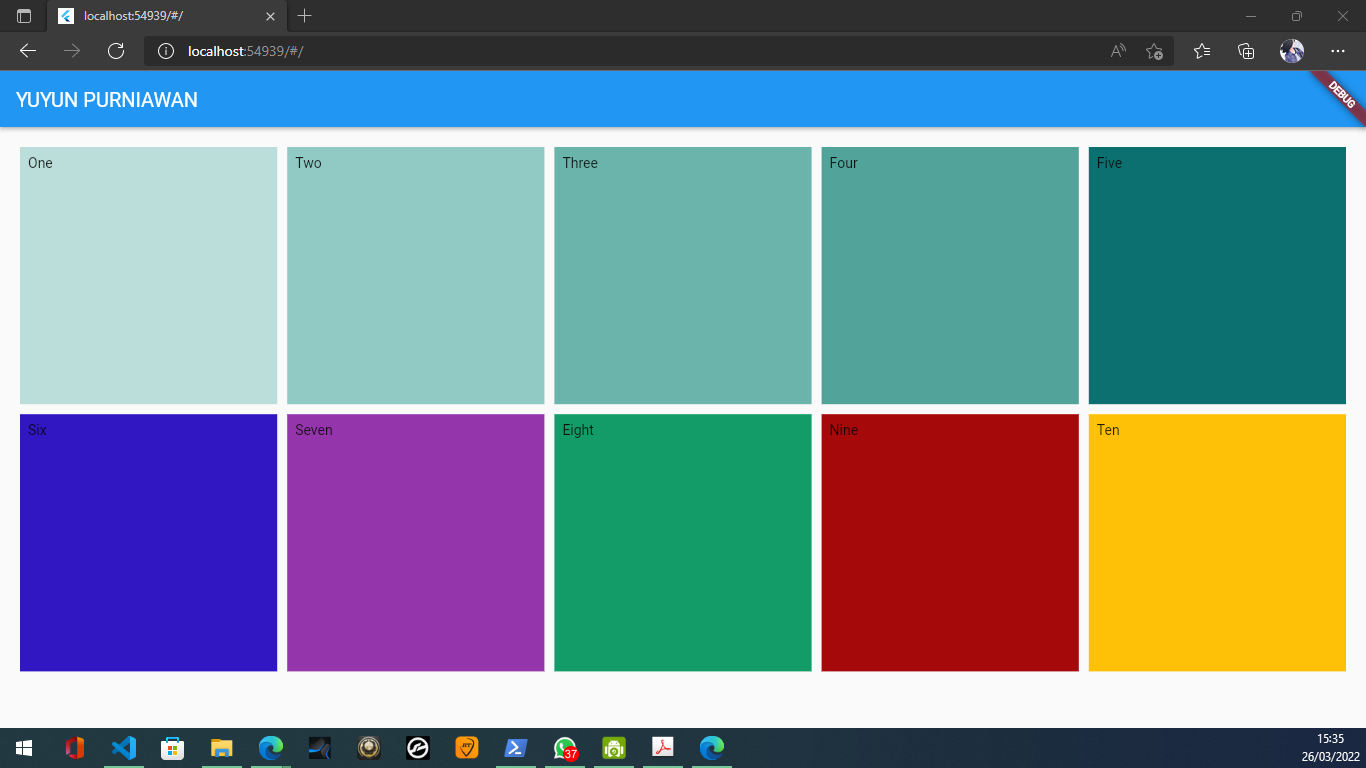 localhost:54939/#/
localhost:54939/#/
YUYUN PURNIAWAN
DEBUG
One
Two
Three
Four
Five
Six
Seven
Eight
Nine
Ten
37
15:35
26/03/2022